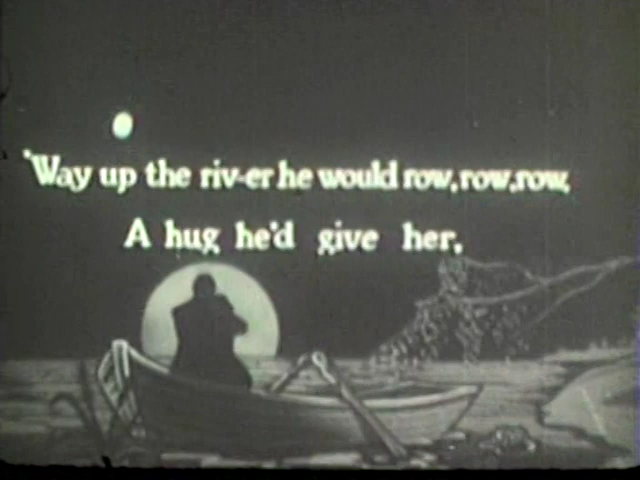 'Way up the riv-er he would row, row, row,
A hug he'd give her,